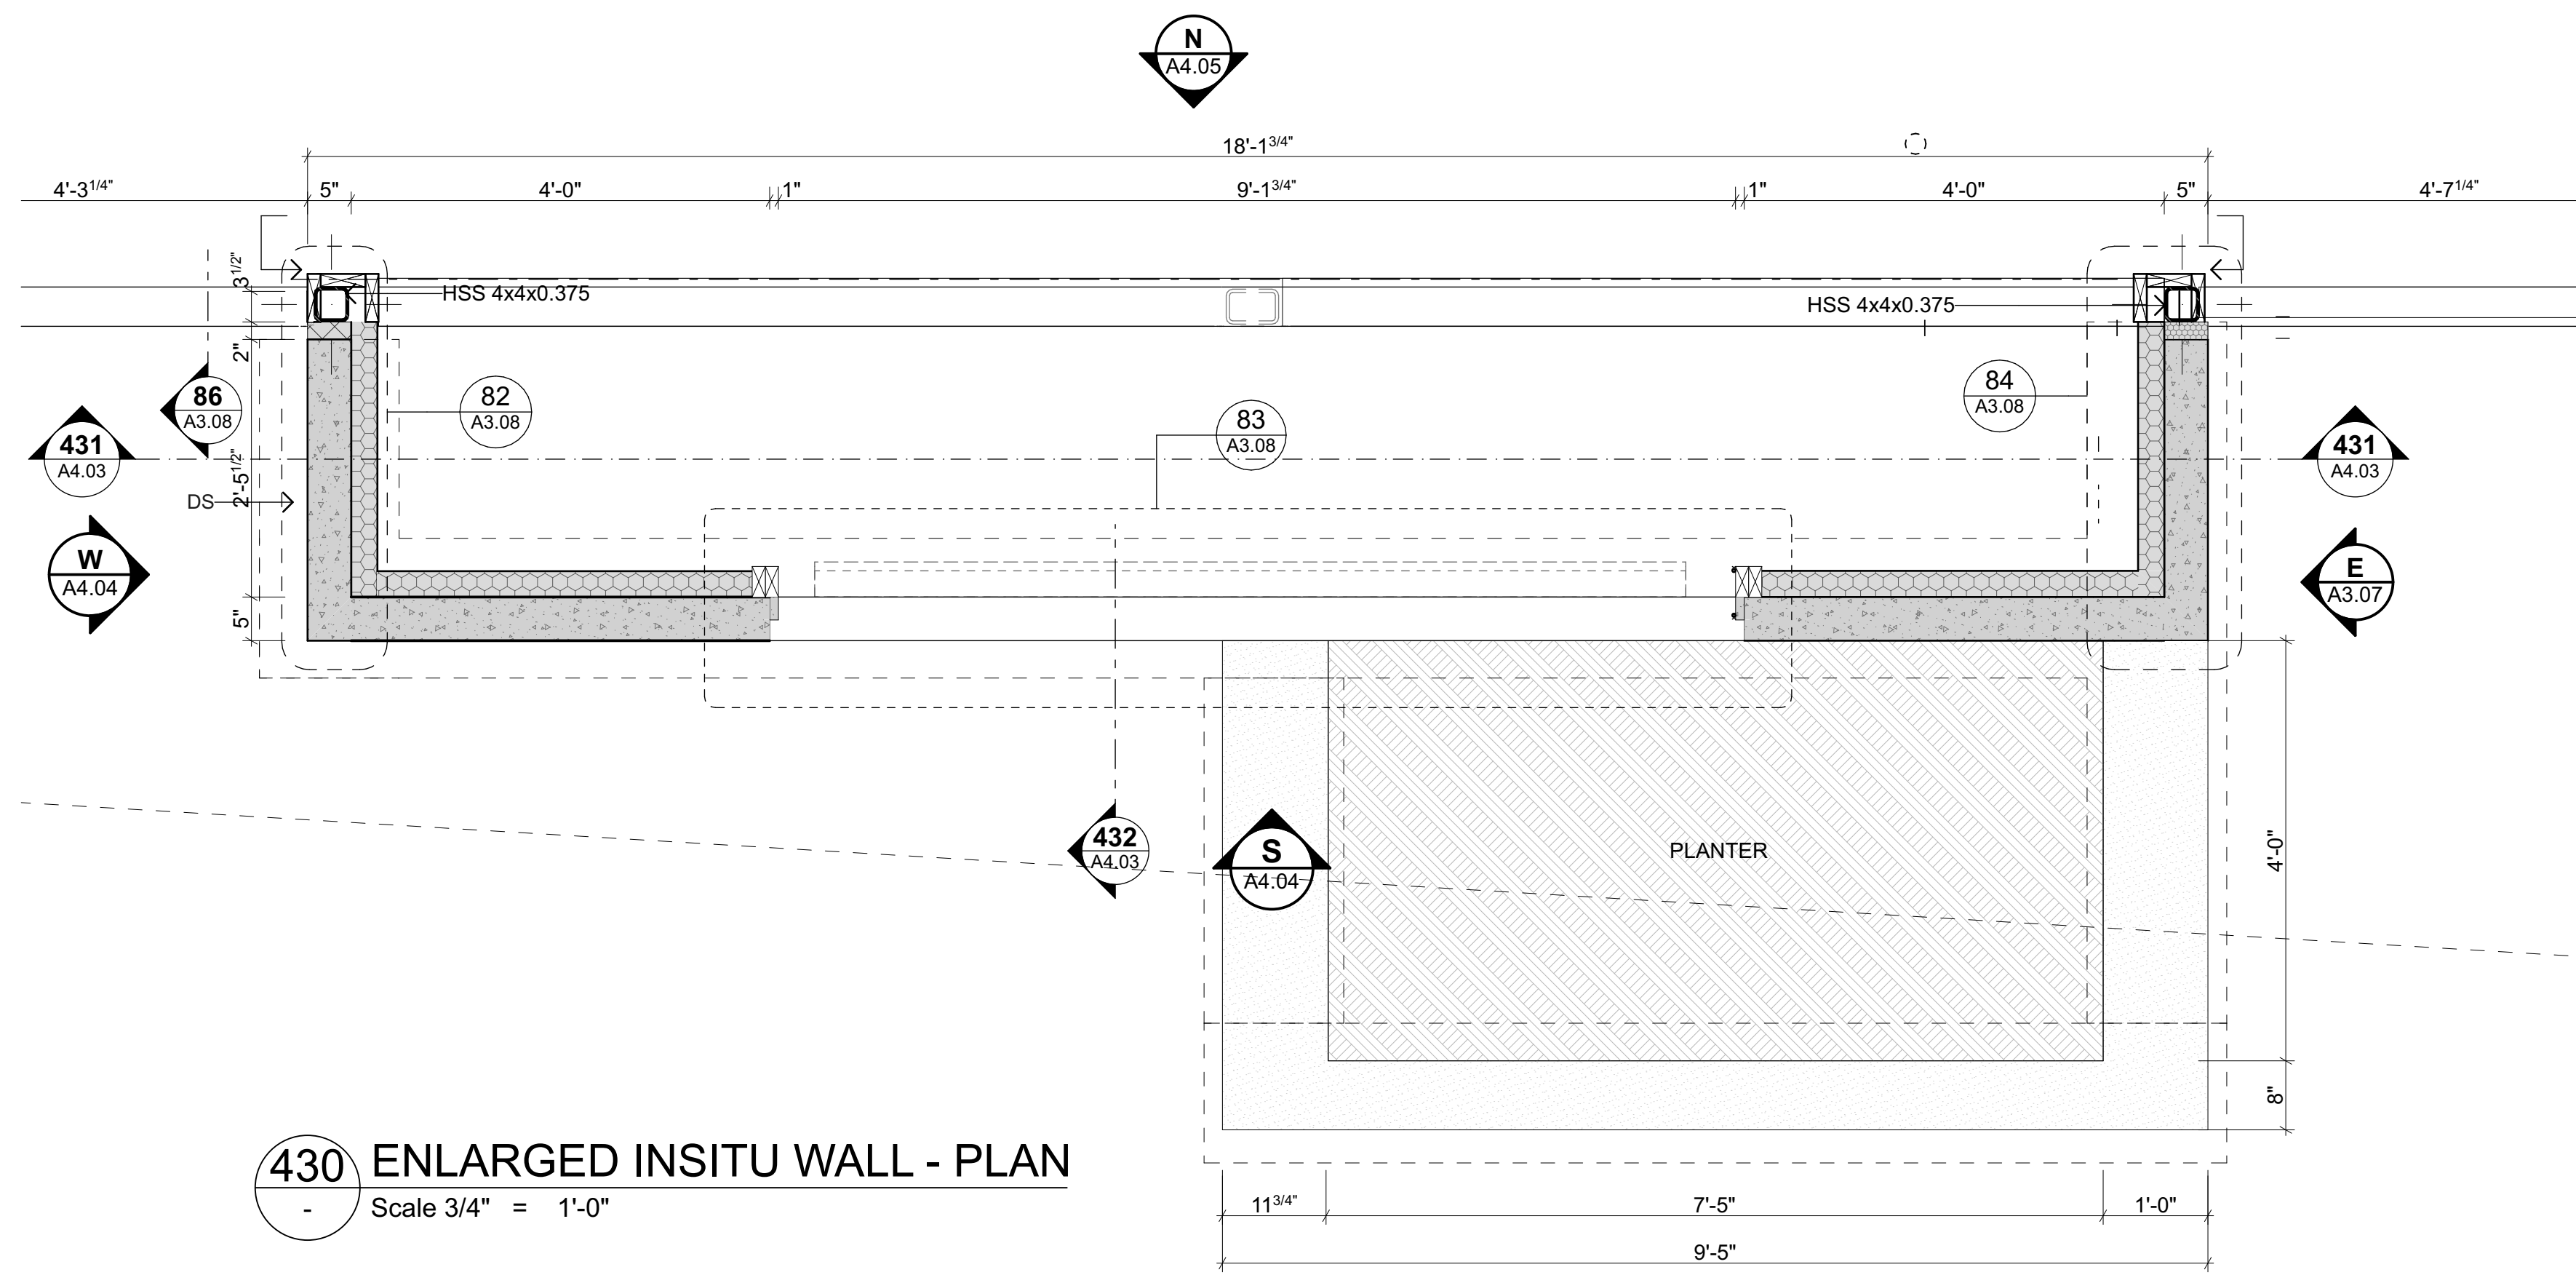 N
A4.05
18'-1 3/4"
4'-3 1/4"
5"
4'-0"
1"
9'-1 3/4"
1"
4'-0"
5"
4'-7 1/4"
3 1/2"
HSS 4x4x0.375
HSS 4x4x0.375
2"
86
A3.08
82
A3.08
83
A3.08
84
A3.08
431
A4.03
431
A4.03
2'-5 1/2"
DS
W
A4.04
E
A3.07
5"
432
A4.03
S
A4.04
PLANTER
4'-0"
8"
430
-
ENLARGED INSITU WALL - PLAN
Scale 3/4" = 1'-0"
11 3/4"
7'-5"
1'-0"
9'-5"